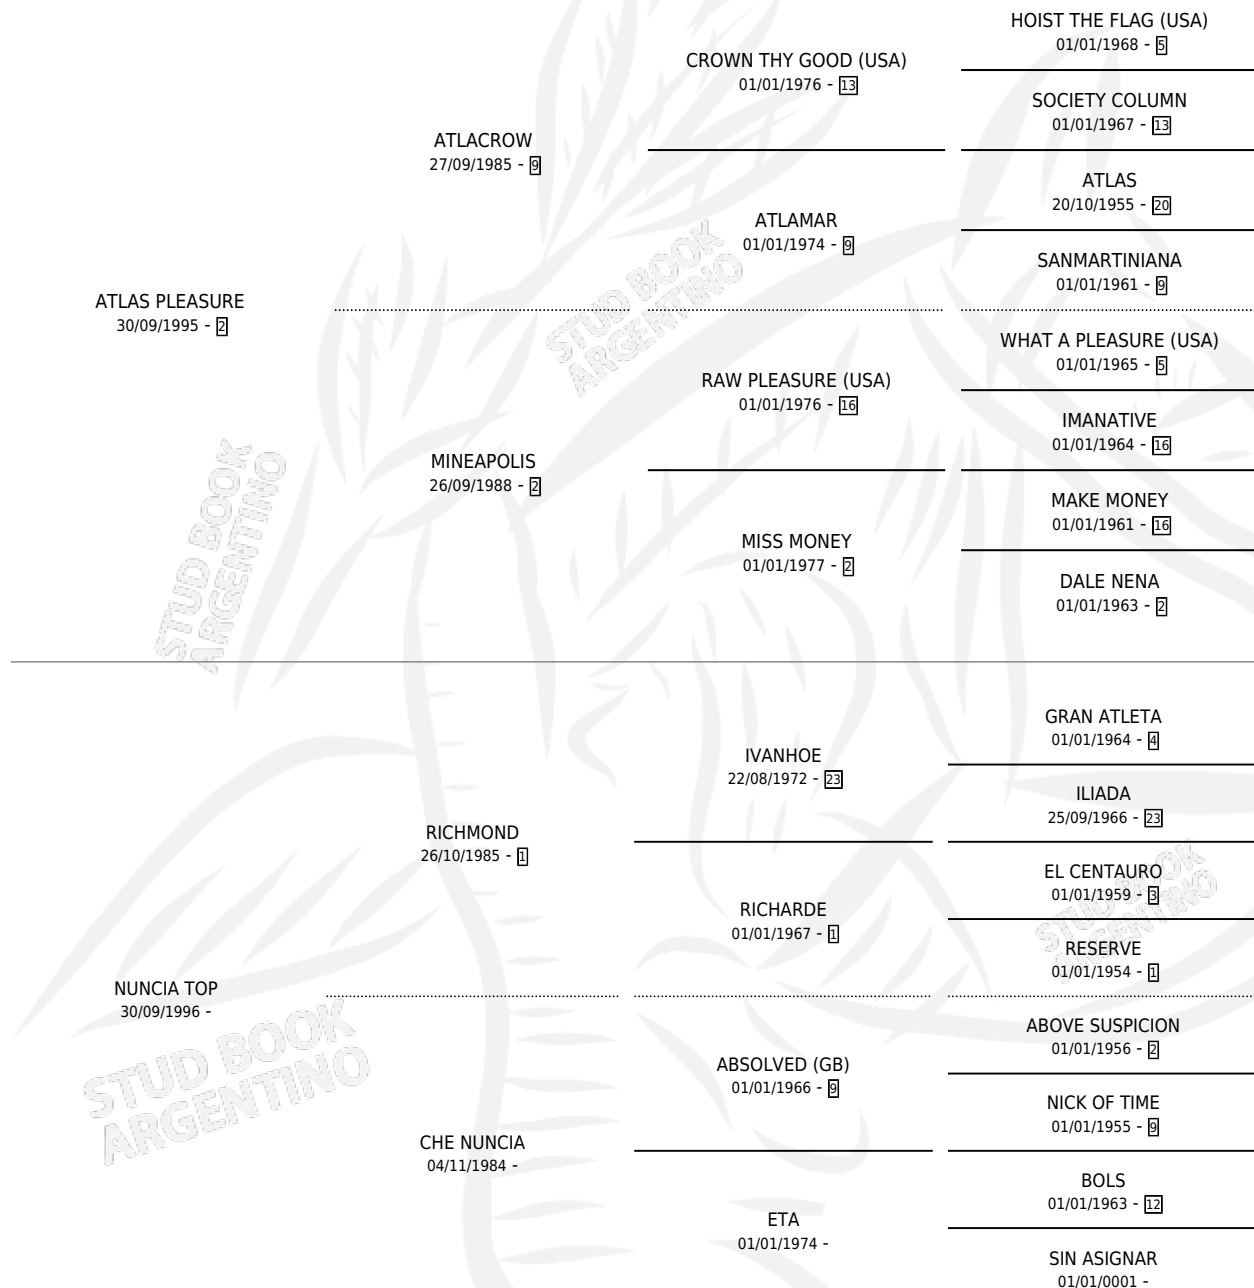 HOIST THE FLAG (USA)
01/01/1968 - 5
CROWN THY GOOD (USA)
01/01/1976 - 13
SOCIETY COLUMN
01/01/1967 - 13
ATLACROW
27/09/1985 - 9
ATLAS
20/10/1955 - 20
ATLAMAR
01/01/1974 - 9
SANMARTINIANA
01/01/1961 - 9
ATLAS PLEASURE
30/09/1995 - 2
WHAT A PLEASURE (USA)
01/01/1965 - 5
RAW PLEASURE (USA)
01/01/1976 - 16
IMANATIVE
01/01/1964 - 16
MINEAPOLIS
26/09/1988 - 2
MAKE MONEY
01/01/1961 - 16
MISS MONEY
01/01/1977 - 2
DALE NENA
01/01/1963 - 2
GRAN ATLETA
01/01/1964 - 4
IVANHOE
22/08/1972 - 23
ILIADA
25/09/1966 - 23
RICHMOND
26/10/1985 - 1
EL CENTAURO
01/01/1959 - 3
RICHARDE
01/01/1967 - 1
RESERVE
01/01/1954 - 1
NUNCIA TOP
30/09/1996 -
ABOVE SUSPICION
01/01/1956 - 2
ABSOLVED (GB)
01/01/1966 - 9
NICK OF TIME
01/01/1955 - 9
CHE NUNCIA
04/11/1984 -
BOLS
01/01/1963 - 12
ETA
01/01/1974 -
SIN ASIGNAR
01/01/0001 -
STUD BOOK
ARGENTINO
STUD BOOK
ARGENTINO
STUD BOOK
ARGENTINO
STUD BOOK
ARGENTINO